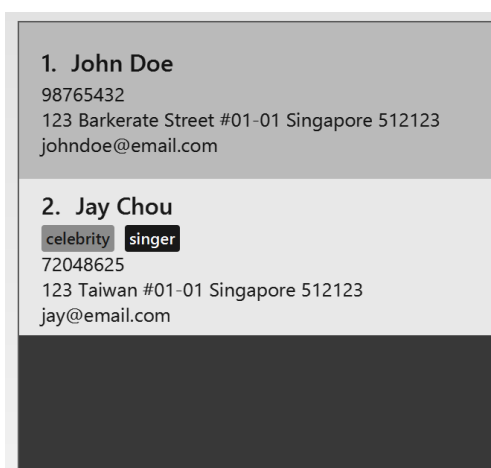 1. John Doe
98765432
123 Barkerate Street #01-01 Singapore 512123
johndoe@email.com
2. Jay Chou
celebrity singer
72048625
123 Taiwan #01-01 Singapore 512123
jay@email.com